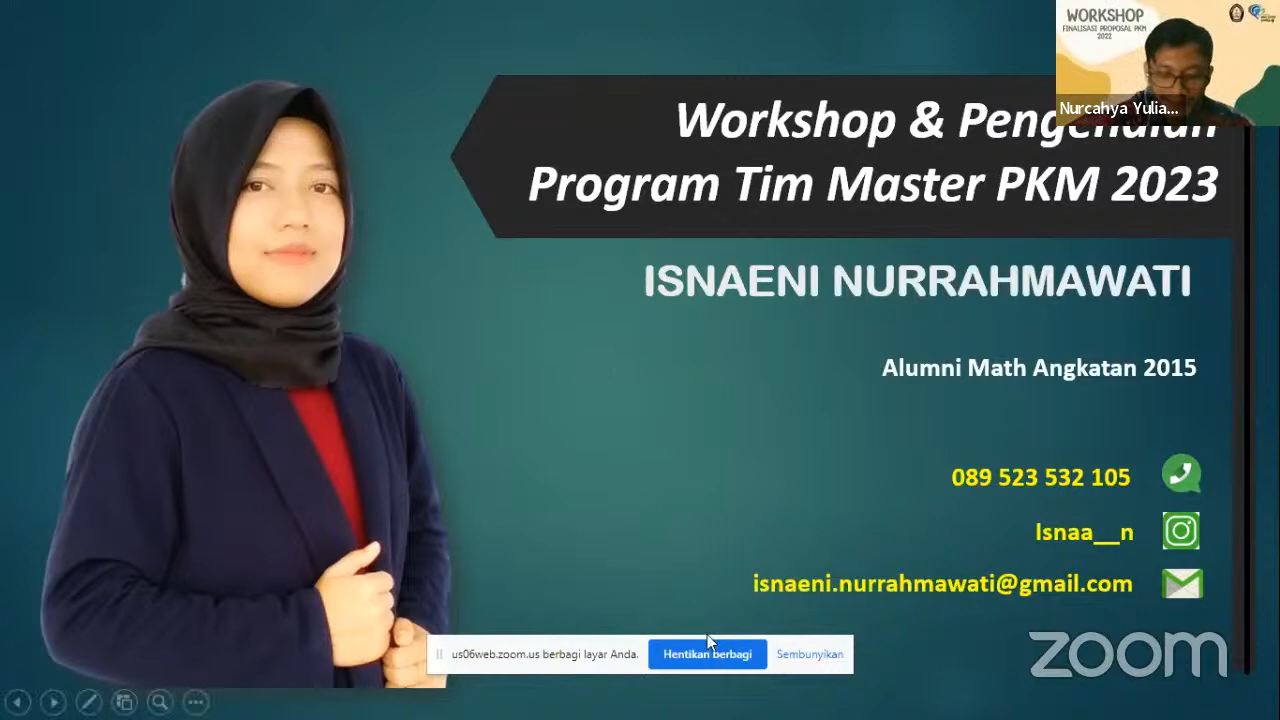 WORKSHOP
FINALISASI PROPOSAL PKM
2022
Nurcahya Yulia...
Workshop & Pengenalan
Program Tim Master PKM 2023
ISNAENI NURRAHMAWATI
Alumni Math Angkatan 2015
089 523 532 105
Isnaa__n
isnaeni.nurrahmawati@gmail.com
us06web.zoom.us berbagi layar Anda.
Hentikan berbagi
Sembunyikan
zoom